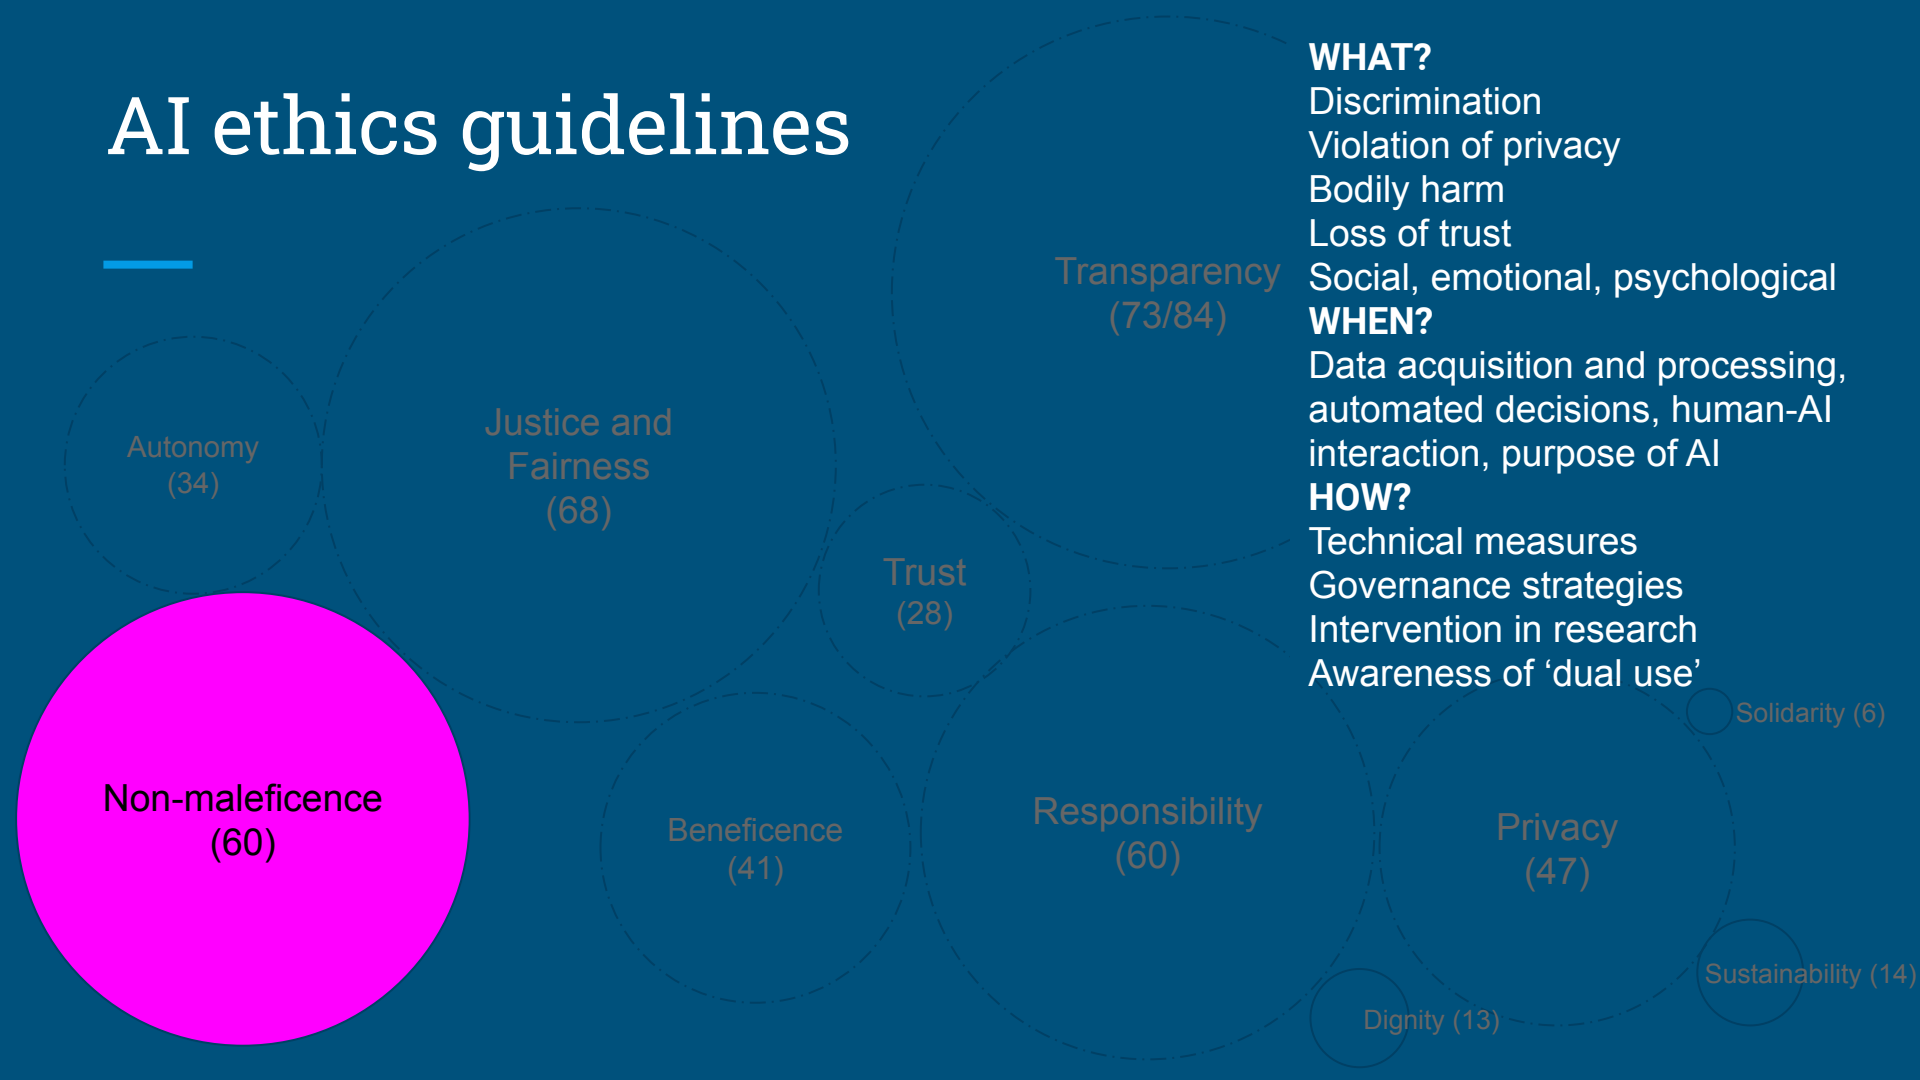 AI ethics guidelines
WHAT?
Discrimination
Violation of privacy
Bodily harm
Loss of trust
Social, emotional, psychological
WHEN?
Data acquisition and processing,
automated decisions, human-AI
interaction, purpose of AI
HOW?
Technical measures
Governance strategies
Intervention in research
Awareness of ‘dual use’
Transparency
(73/84)
Justice and
Fairness
(68)
Autonomy
(34)
Trust
(28)
Non-maleficence
(60)
Beneficence
(41)
Responsibility
(60)
Privacy
(47)
Solidarity (6)
Sustainability (14)
Dignity (13)